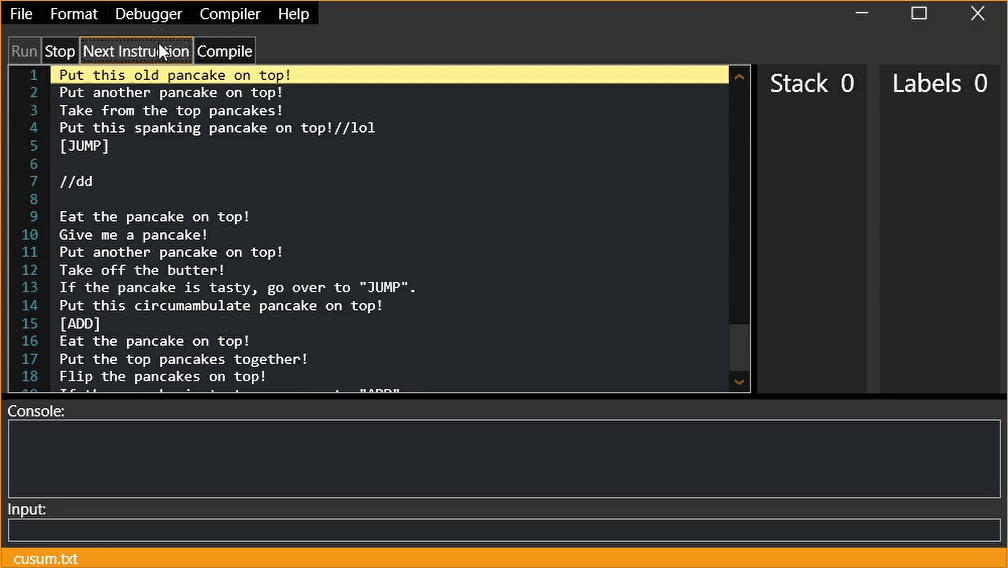 File Format Debugger Compiler Help
Run Stop Next Instruction Compile
1 Put this old pancake on top!
2 Put another pancake on top!
3 Take from the top pancakes!
4 Put this spanking pancake on top!//lol
5 [JUMP]
6
7 //dd
8
9 Eat the pancake on top!
10 Give me a pancake!
11 Put another pancake on top!
12 Take off the butter!
13 If the pancake is tasty, go over to "JUMP".
14 Put this circumambulate pancake on top!
15 [ADD]
16 Eat the pancake on top!
17 Put the top pancakes together!
18 Flip the pancakes on top!
Stack 0
Labels 0
Console:
Input:
cusum.txt